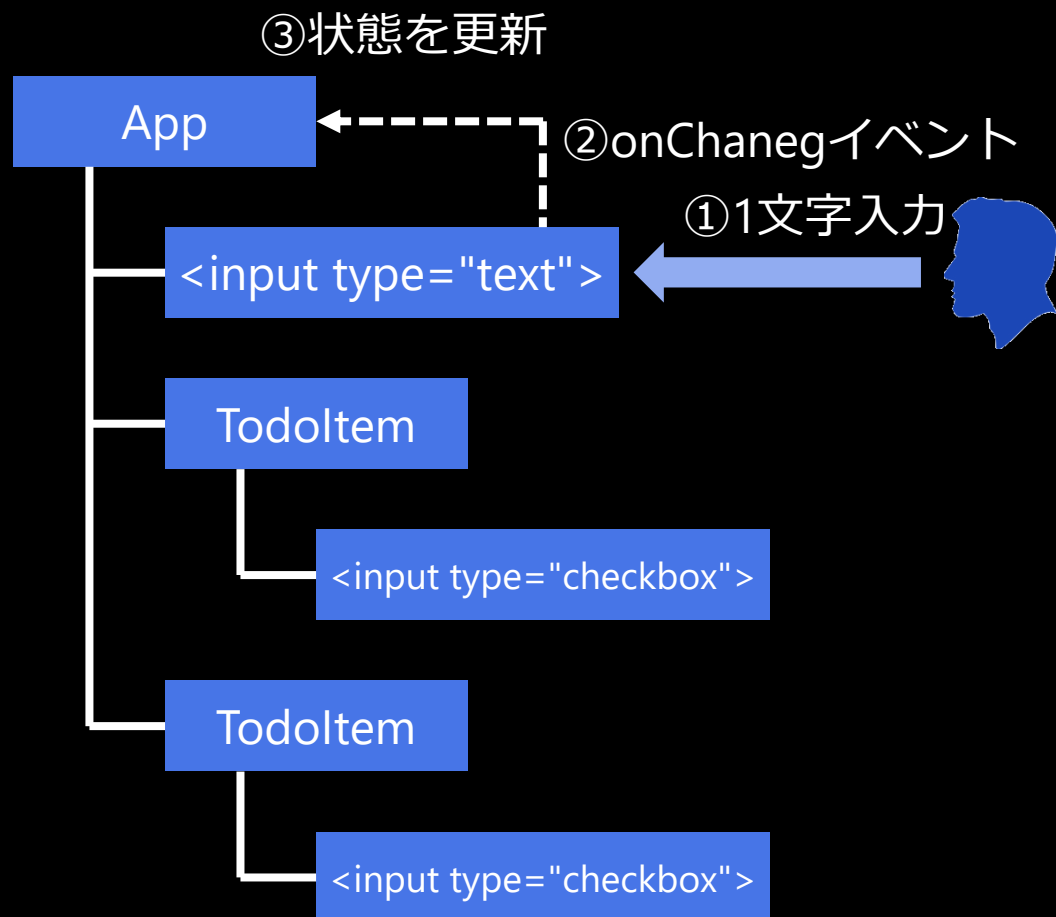 ③状態を更新
App
②onChanegイベント
①1文字入力
<input type="text">
TodoItem
<input type="checkbox">
TodoItem
<input type="checkbox">